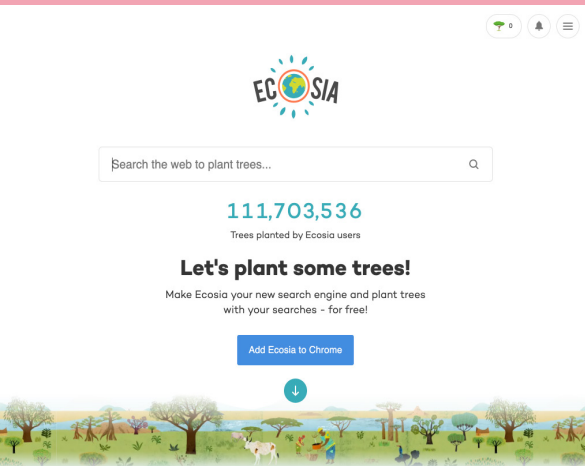 0
ECOSIA
Search the web to plant trees...
111,703,536
Trees planted by Ecosia users
Let's plant some trees!
Make Ecosia your new search engine and plant trees
with your searches - for free!
Add Ecosia to Chrome